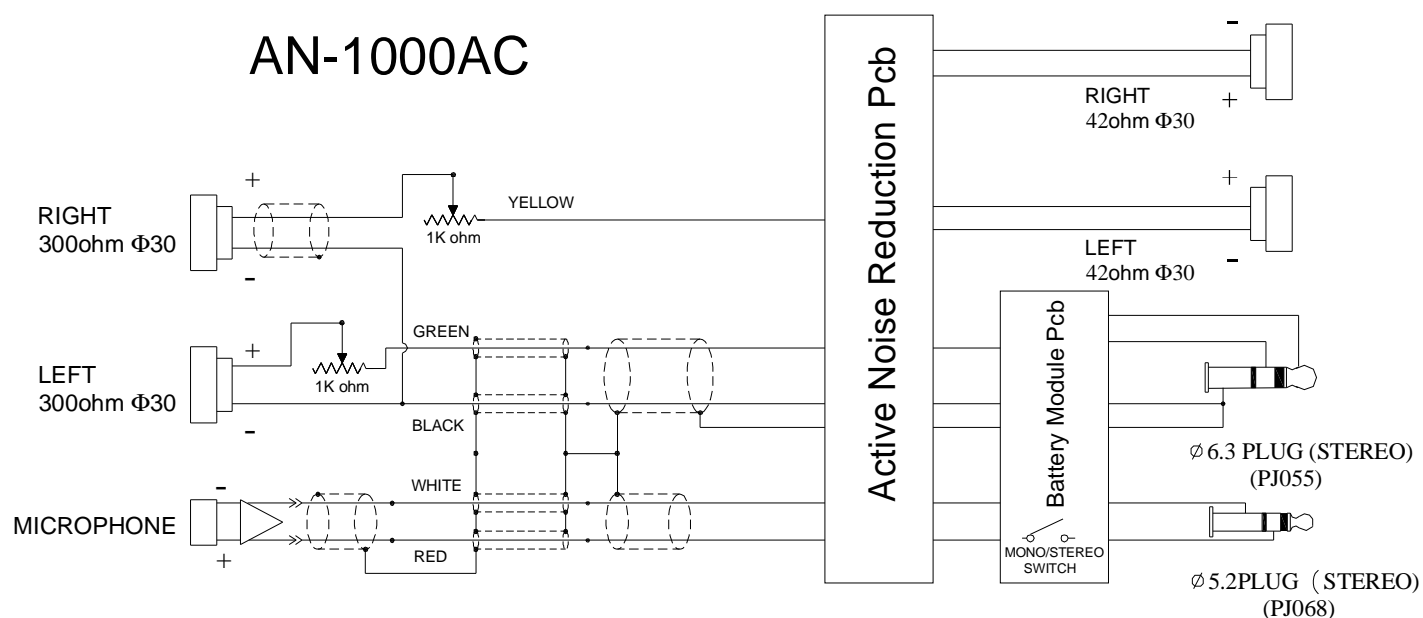 AN-1000AC
Active Noise Reduction Pcb
-
RIGHT
+
42ohm Φ30
+
RIGHT
300ohm Φ30
-
1K ohm
YELLOW
+
LEFT
-
42ohm Φ30
+
LEFT
300ohm Φ30
-
1K ohm
GREEN
BLACK
Battery Module Pcb
MONO/STEREO
SWITCH
⌀6.3 PLUG (STEREO)
(PJ055)
-
MICROPHONE
+
WHITE
RED
⌀5.2PLUG（STEREO)
(PJ068)